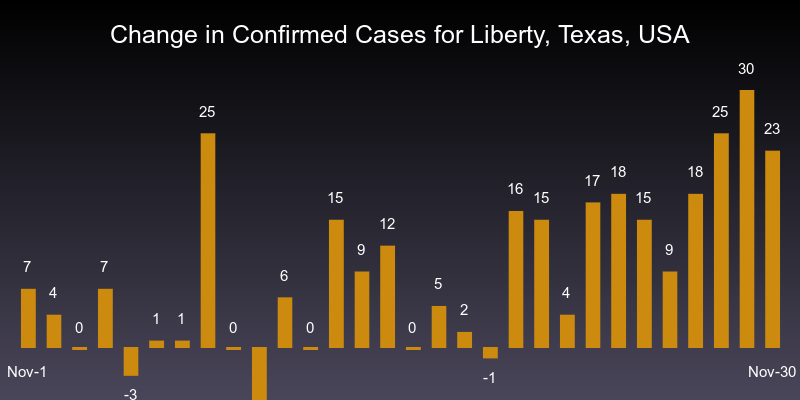 Change in Confirmed Cases for Liberty, Texas, USA
7 4 0 7 -3 1 1 25 0 6 0 15 9 12 0 5 2 -1 16 15 4 17 18 15 9 18 25 30 23
Nov-1 Nov-30